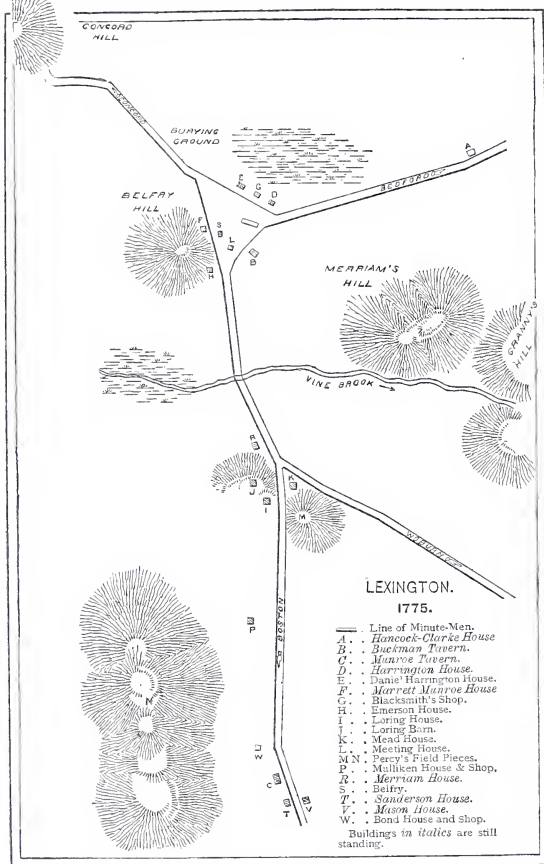 CONCORD
HILL
BURYING
GROUND
A
BEDFORD
E
G
D
BELFRY
HILL
F
S
L
B
H
MERRIAM'S
HILL
GRANNY'S
HILL
VINE BROOK
R
K
J
I
M
WOBURN
BOSTON
P
N
W
C
T
V
LEXINGTON.
1775.
Line of Minute-Men.
A . . Hancock-Clarke House
B . . Buckman Tavern.
C . . Munroe Tavern.
D . . Harrington House.
E . . Daniel Harrington House.
F . . Marrett Munroe House
G . . Blacksmith's Shop.
H . . Emerson House.
I . . Loring House.
J . . Loring Barn.
K . . Mead House.
L . . Meeting House.
M N . Percy's Field Pieces.
P . . Mulliken House & Shop.
R . . Merriam House.
S . . Belfry.
T . . Sanderson House.
V . . Mason House.
W . . Bond House and Shop.
Buildings in italics are still
standing.